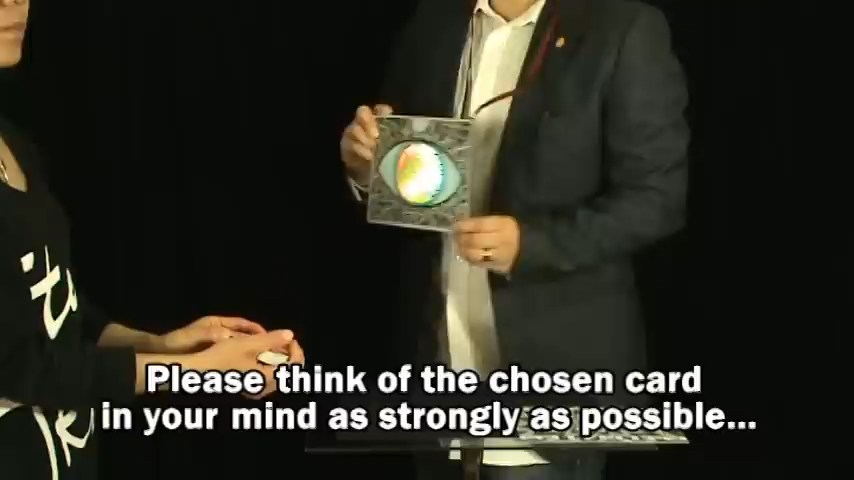 Please think of the chosen card
in your mind as strongly as possible...